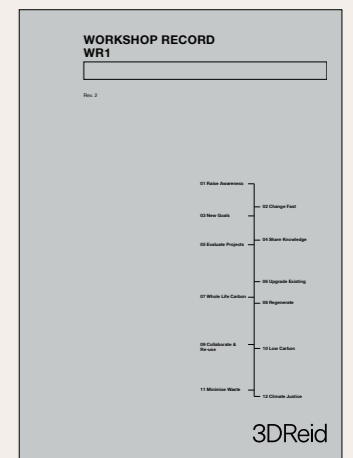 WORKSHOP RECORD
WR1
Rev. 2
01 Raise Awareness
02 Change Fast
03 New Goals
04 Share Knowledge
05 Evaluate Projects
06 Upgrade Existing
07 Whole Life Carbon
08 Regenerate
09 Collaborate &
Re-use
10 Low Carbon
11 Minimise Waste
12 Climate Justice
3DReid